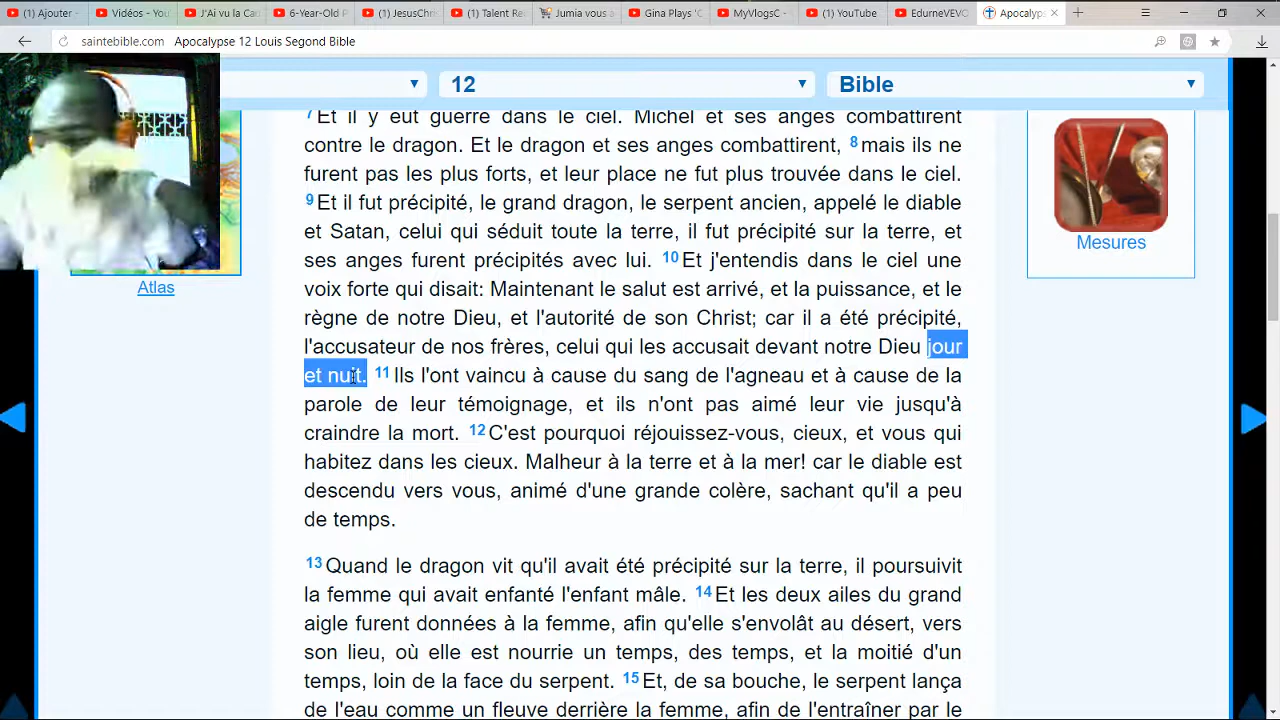 (1) Ajouter -
Vidéos - You
J'Ai vu la Ca
6-Year-Old P
(1) JesusChri
(1) Talent Re
Jumia vous a
Gina Plays 'C
MyVlogsC -
(1) YouTube
EdurneVEVO
Apocalyps
saintebible.com Apocalypse 12 Louis Segond Bible
12
Bible
7 Et il y eut guerre dans le ciel. Michel et ses anges combattirent
contre le dragon. Et le dragon et ses anges combattirent, 8 mais ils ne
furent pas les plus forts, et leur place ne fut plus trouvée dans le ciel.
9 Et il fut précipité, le grand dragon, le serpent ancien, appelé le diable
et Satan, celui qui séduit toute la terre, il fut précipité sur la terre, et
ses anges furent précipités avec lui. 10 Et j'entendis dans le ciel une
voix forte qui disait: Maintenant le salut est arrivé, et la puissance, et le
règne de notre Dieu, et l'autorité de son Christ; car il a été précipité,
l'accusateur de nos frères, celui qui les accusait devant notre Dieu jour
et nuit. 11 Ils l'ont vaincu à cause du sang de l'agneau et à cause de la
parole de leur témoignage, et ils n'ont pas aimé leur vie jusqu'à
craindre la mort. 12 C'est pourquoi réjouissez-vous, cieux, et vous qui
habitez dans les cieux. Malheur à la terre et à la mer! car le diable est
descendu vers vous, animé d'une grande colère, sachant qu'il a peu
de temps.
13 Quand le dragon vit qu'il avait été précipité sur la terre, il poursuivit
la femme qui avait enfanté l'enfant mâle. 14 Et les deux ailes du grand
aigle furent données à la femme, afin qu'elle s'envolât au désert, vers
son lieu, où elle est nourrie un temps, des temps, et la moitié d'un
temps, loin de la face du serpent. 15 Et, de sa bouche, le serpent lança
de l'eau comme un fleuve derrière la femme, afin de l'entraîner par le
Atlas
Mesures